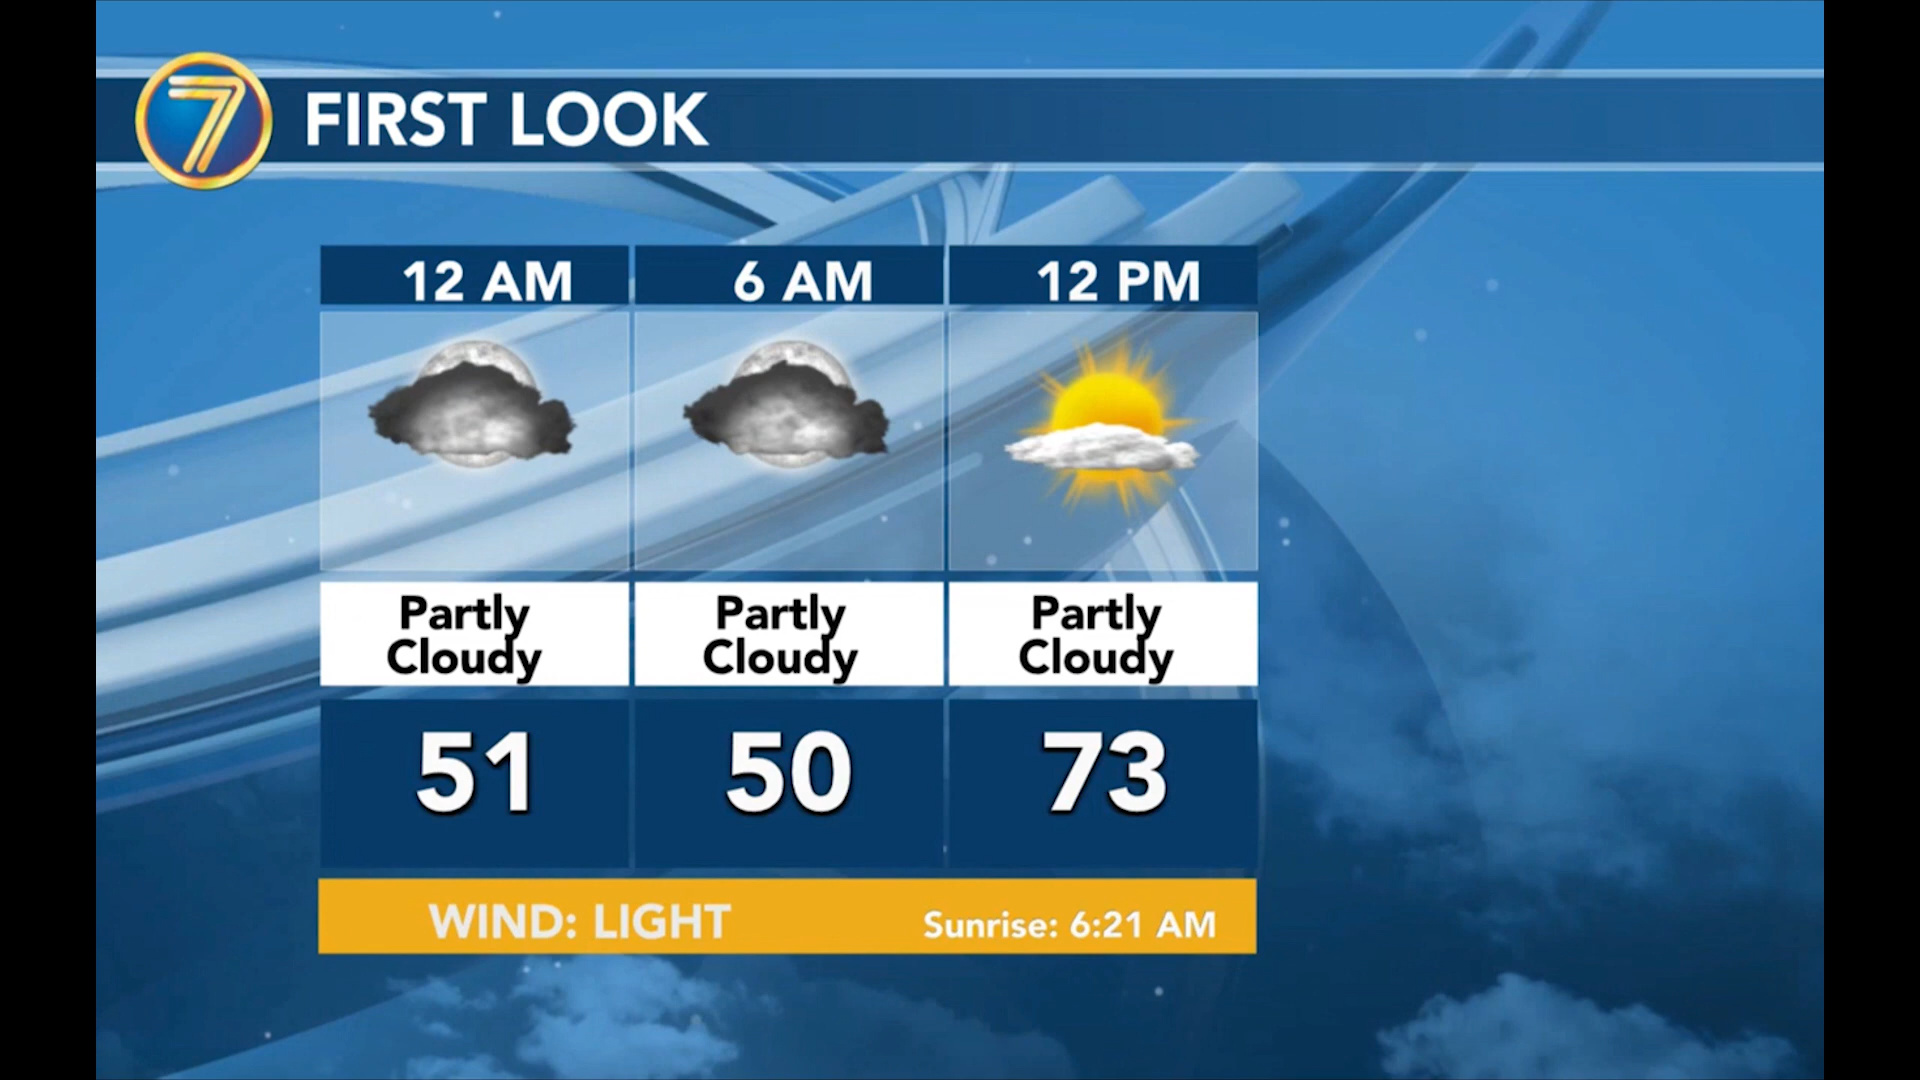 7 FIRST LOOK
12 AM 6 AM 12 PM
Partly Partly Partly
Cloudy Cloudy Cloudy
51 50 73
WIND: LIGHT Sunrise: 6:21 AM